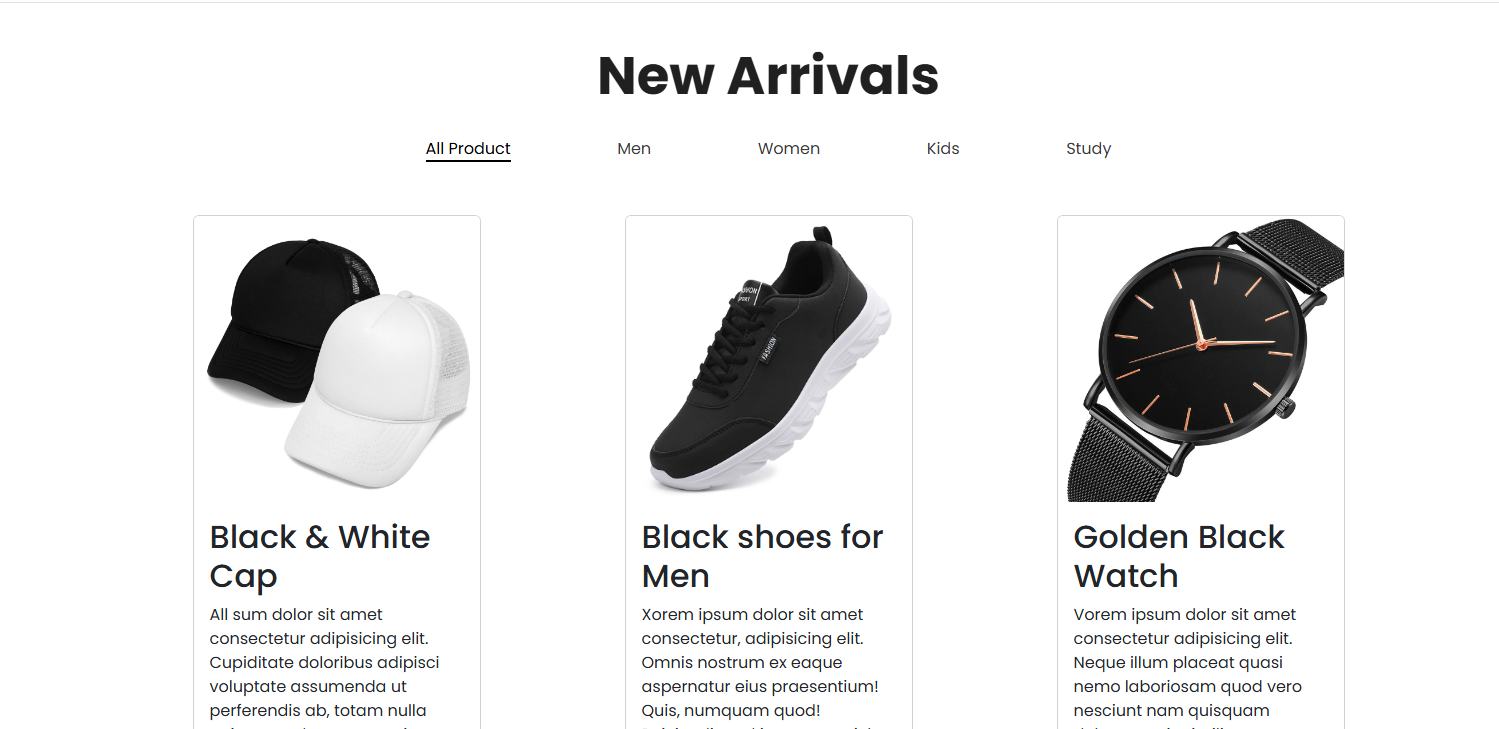 New Arrivals
All Product Men Women Kids Study
FASHION
Black & White
Cap
All sum dolor sit amet
consectetur adipisicing elit.
Cupiditate doloribus adipisci
voluptate assumenda ut
perferendis ab, totam nulla
Black shoes for
Men
Xorem ipsum dolor sit amet
consectetur, adipisicing elit.
Omnis nostrum ex eaque
aspernatur eius praesentium!
Quis, numquam quod!
Golden Black
Watch
Vorem ipsum dolor sit amet
consectetur adipisicing elit.
Neque illum placeat quasi
nemo laboriosam quod vero
nesciunt nam quisquam